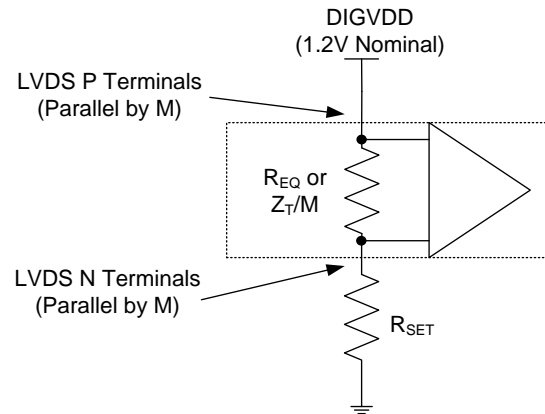 DIGVDD
(1.2V Nominal)
LVDS P Terminals
(Parallel by M)
R_EQ or
Z_T/M
LVDS N Terminals
(Parallel by M)
R_SET